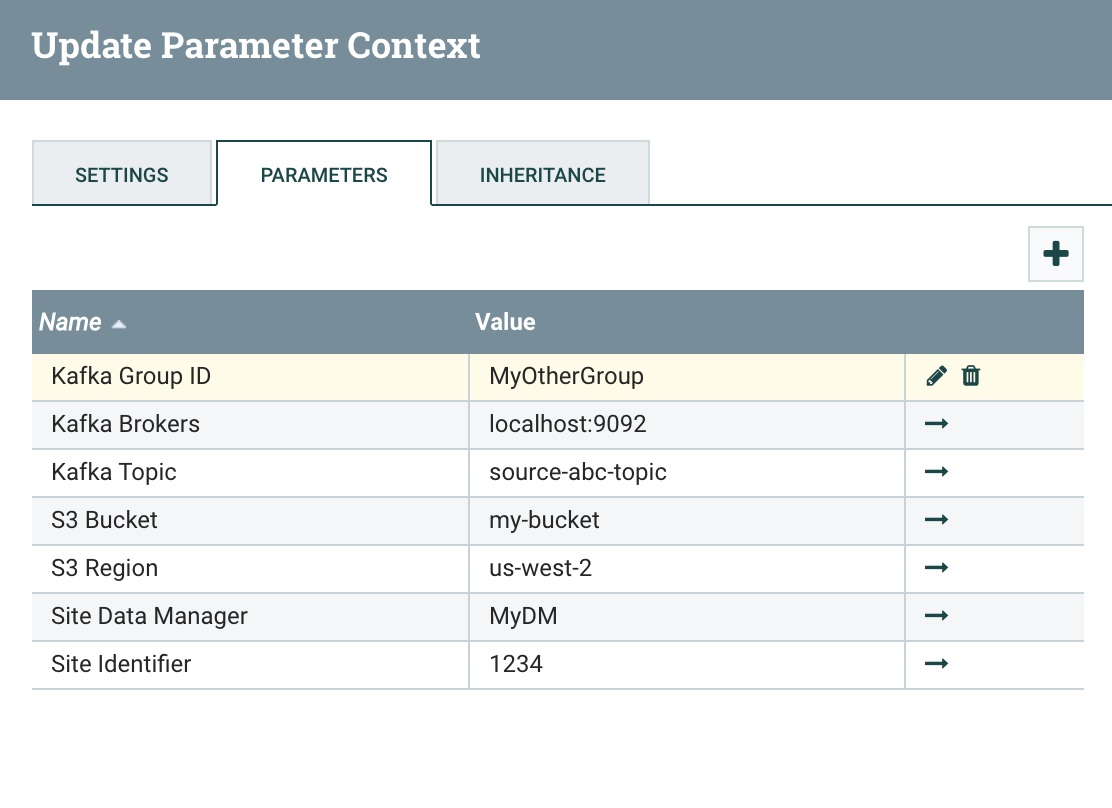 Update Parameter Context
SETTINGS PARAMETERS INHERITANCE
Name Value
Kafka Group ID MyOtherGroup
Kafka Brokers localhost:9092
Kafka Topic source-abc-topic
S3 Bucket my-bucket
S3 Region us-west-2
Site Data Manager MyDM
Site Identifier 1234